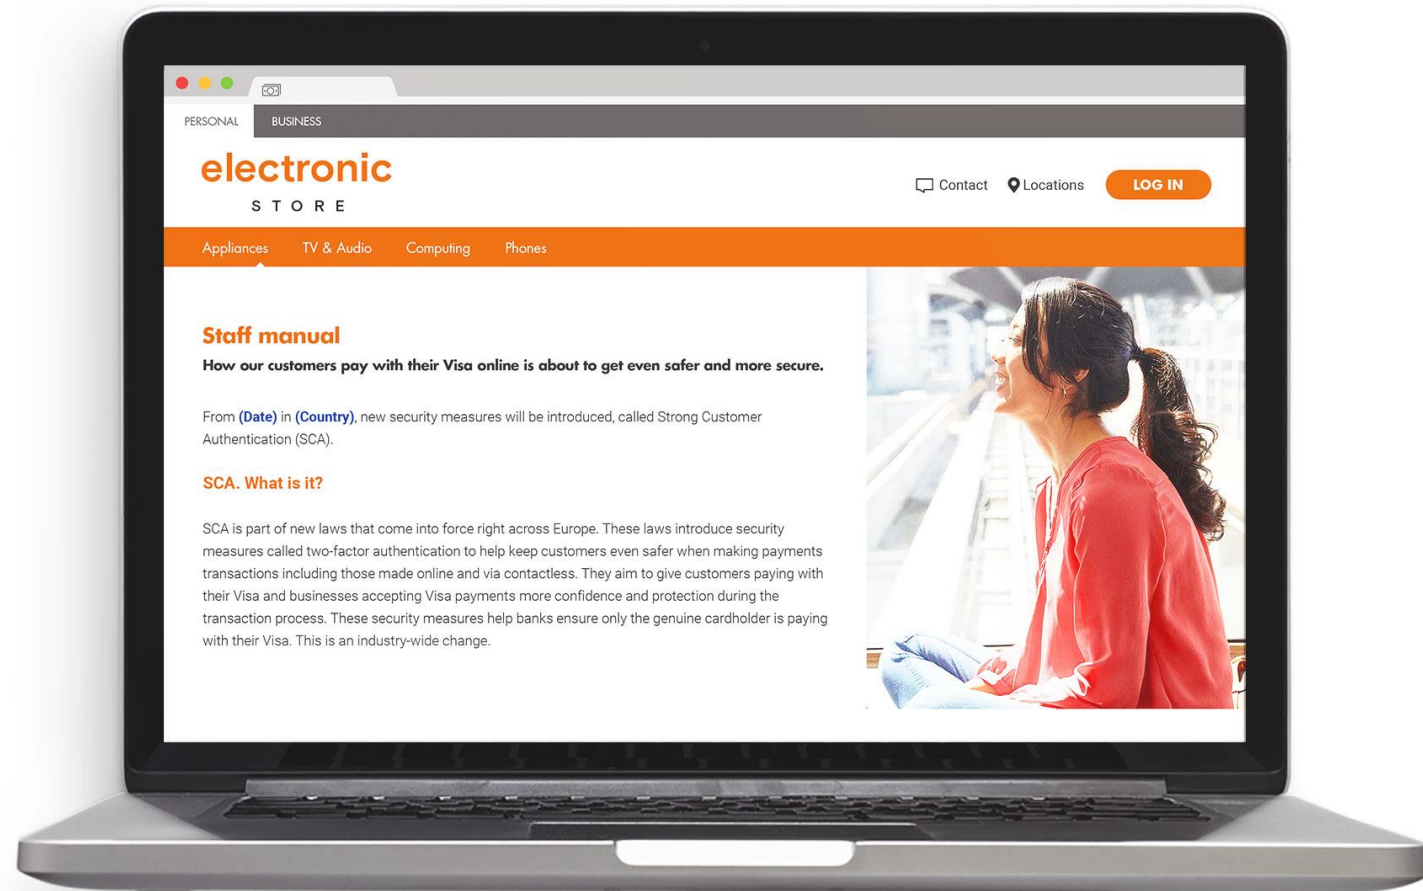 PERSONAL BUSINESS
electronic
STORE
Contact Locations LOG IN
Appliances TV & Audio Computing Phones
Staff manual
How our customers pay with their Visa online is about to get even safer and more secure.
From (Date) in (Country), new security measures will be introduced, called Strong Customer
Authentication (SCA).
SCA. What is it?
SCA is part of new laws that come into force right across Europe. These laws introduce security
measures called two-factor authentication to help keep customers even safer when making payments
transactions including those made online and via contactless. They aim to give customers paying with
their Visa and businesses accepting Visa payments more confidence and protection during the
transaction process. These security measures help banks ensure only the genuine cardholder is paying
with their Visa. This is an industry-wide change.